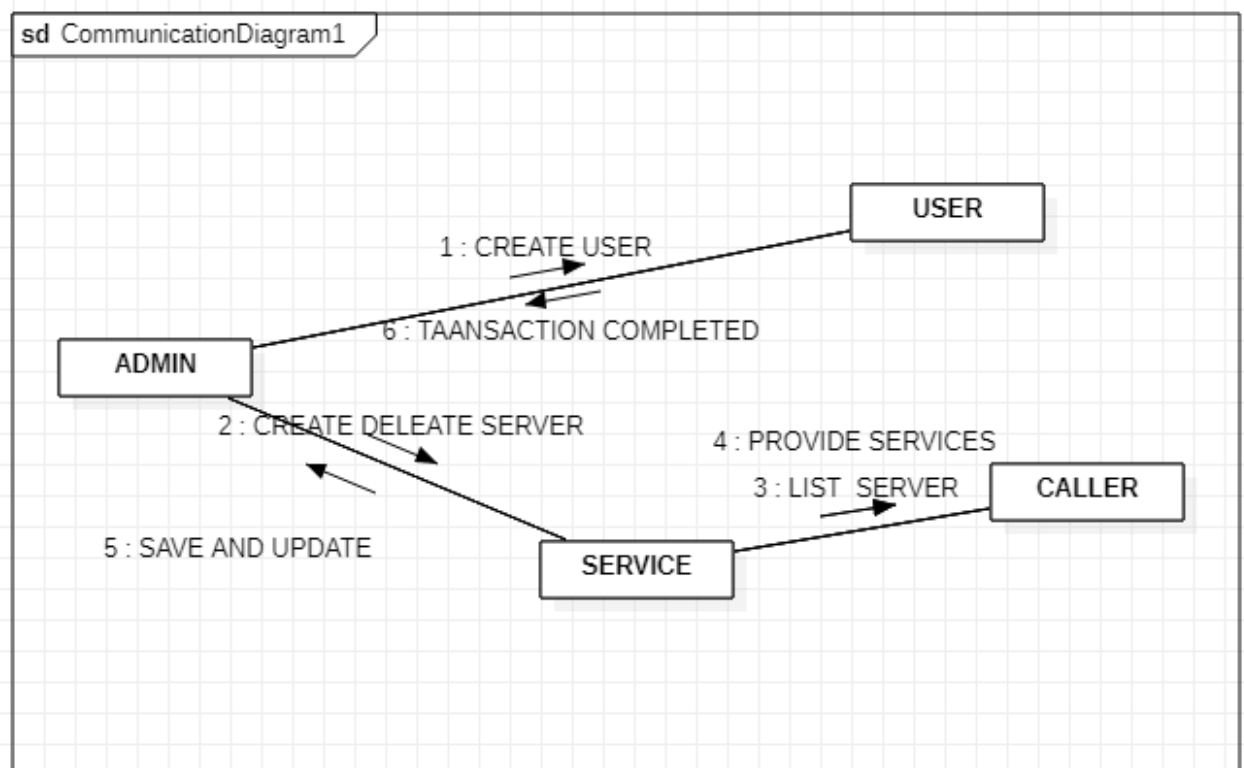 sd CommunicationDiagram1
USER
1 : CREATE USER
6 : TAANSACTION COMPLETED
ADMIN
2 : CREATE DELEATE SERVER
4 : PROVIDE SERVICES
3 : LIST  SERVER
CALLER
5 : SAVE AND UPDATE
SERVICE